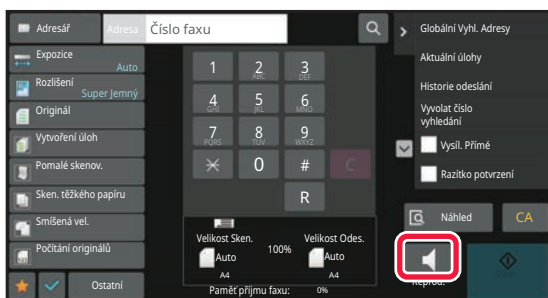 Adresář
Adresa
Číslo faxu
Expozice
Auto
Rozlišení
Super Jemný
Originál
Vytvoření úloh
Pomalé skenov.
Sken. těžkého papíru
Smíšená vel.
Počítání originálů
Ostatní
1
2
ABC
3
DEF
4
GHI
5
JKL
6
MNO
7
PQRS
8
TUV
9
WXYZ
0
#
C
R
Velikost Sken.
100%
Velikost Odes.
Auto
Auto
A4
A4
Paměť příjmu faxu: 0%
Globální Vyhl. Adresy
Aktuální úlohy
Historie odeslání
Vyvolat číslo
vyhledání
Vysíl. Přímé
Razítko potvrzení
Náhled
CA
Reprod.